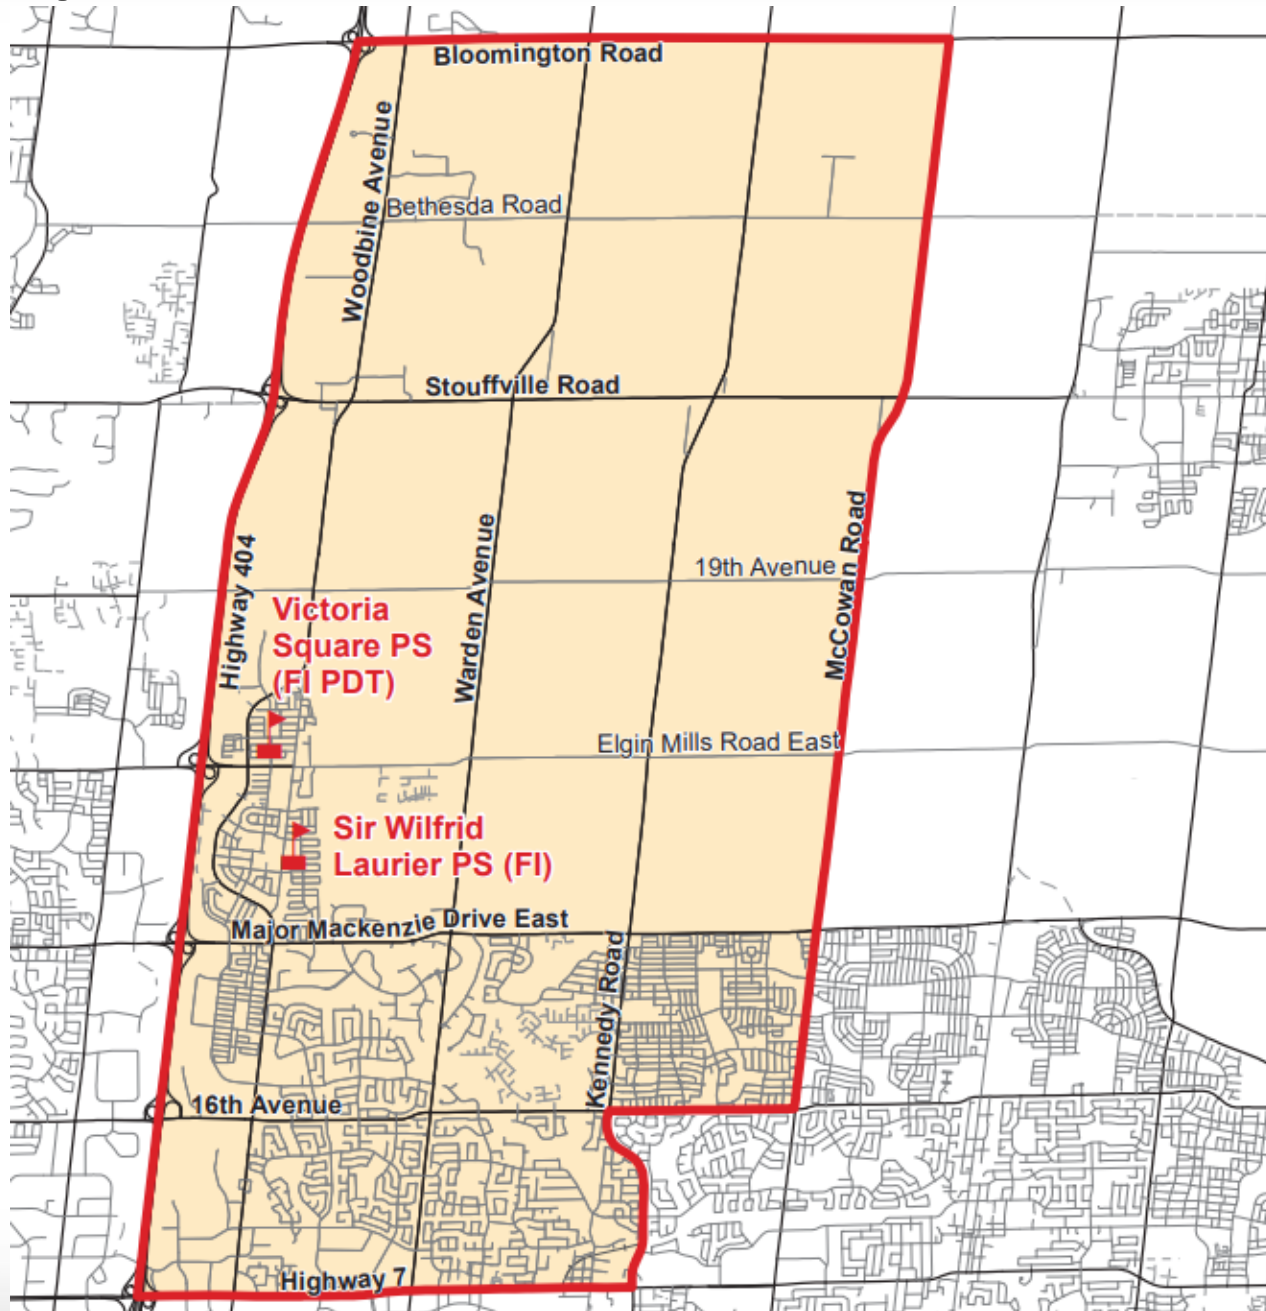 Bloomington Road
Woodbine Avenue
Bethesda Road
Stouffville Road
Highway 404
Warden Avenue
19th Avenue
McCowan Road
Victoria
Square PS
(FI PDT)
Elgin Mills Road East
Sir Wilfrid
Laurier PS (FI)
Major Mackenzie Drive East
Kennedy Road
16th Avenue
Highway 7